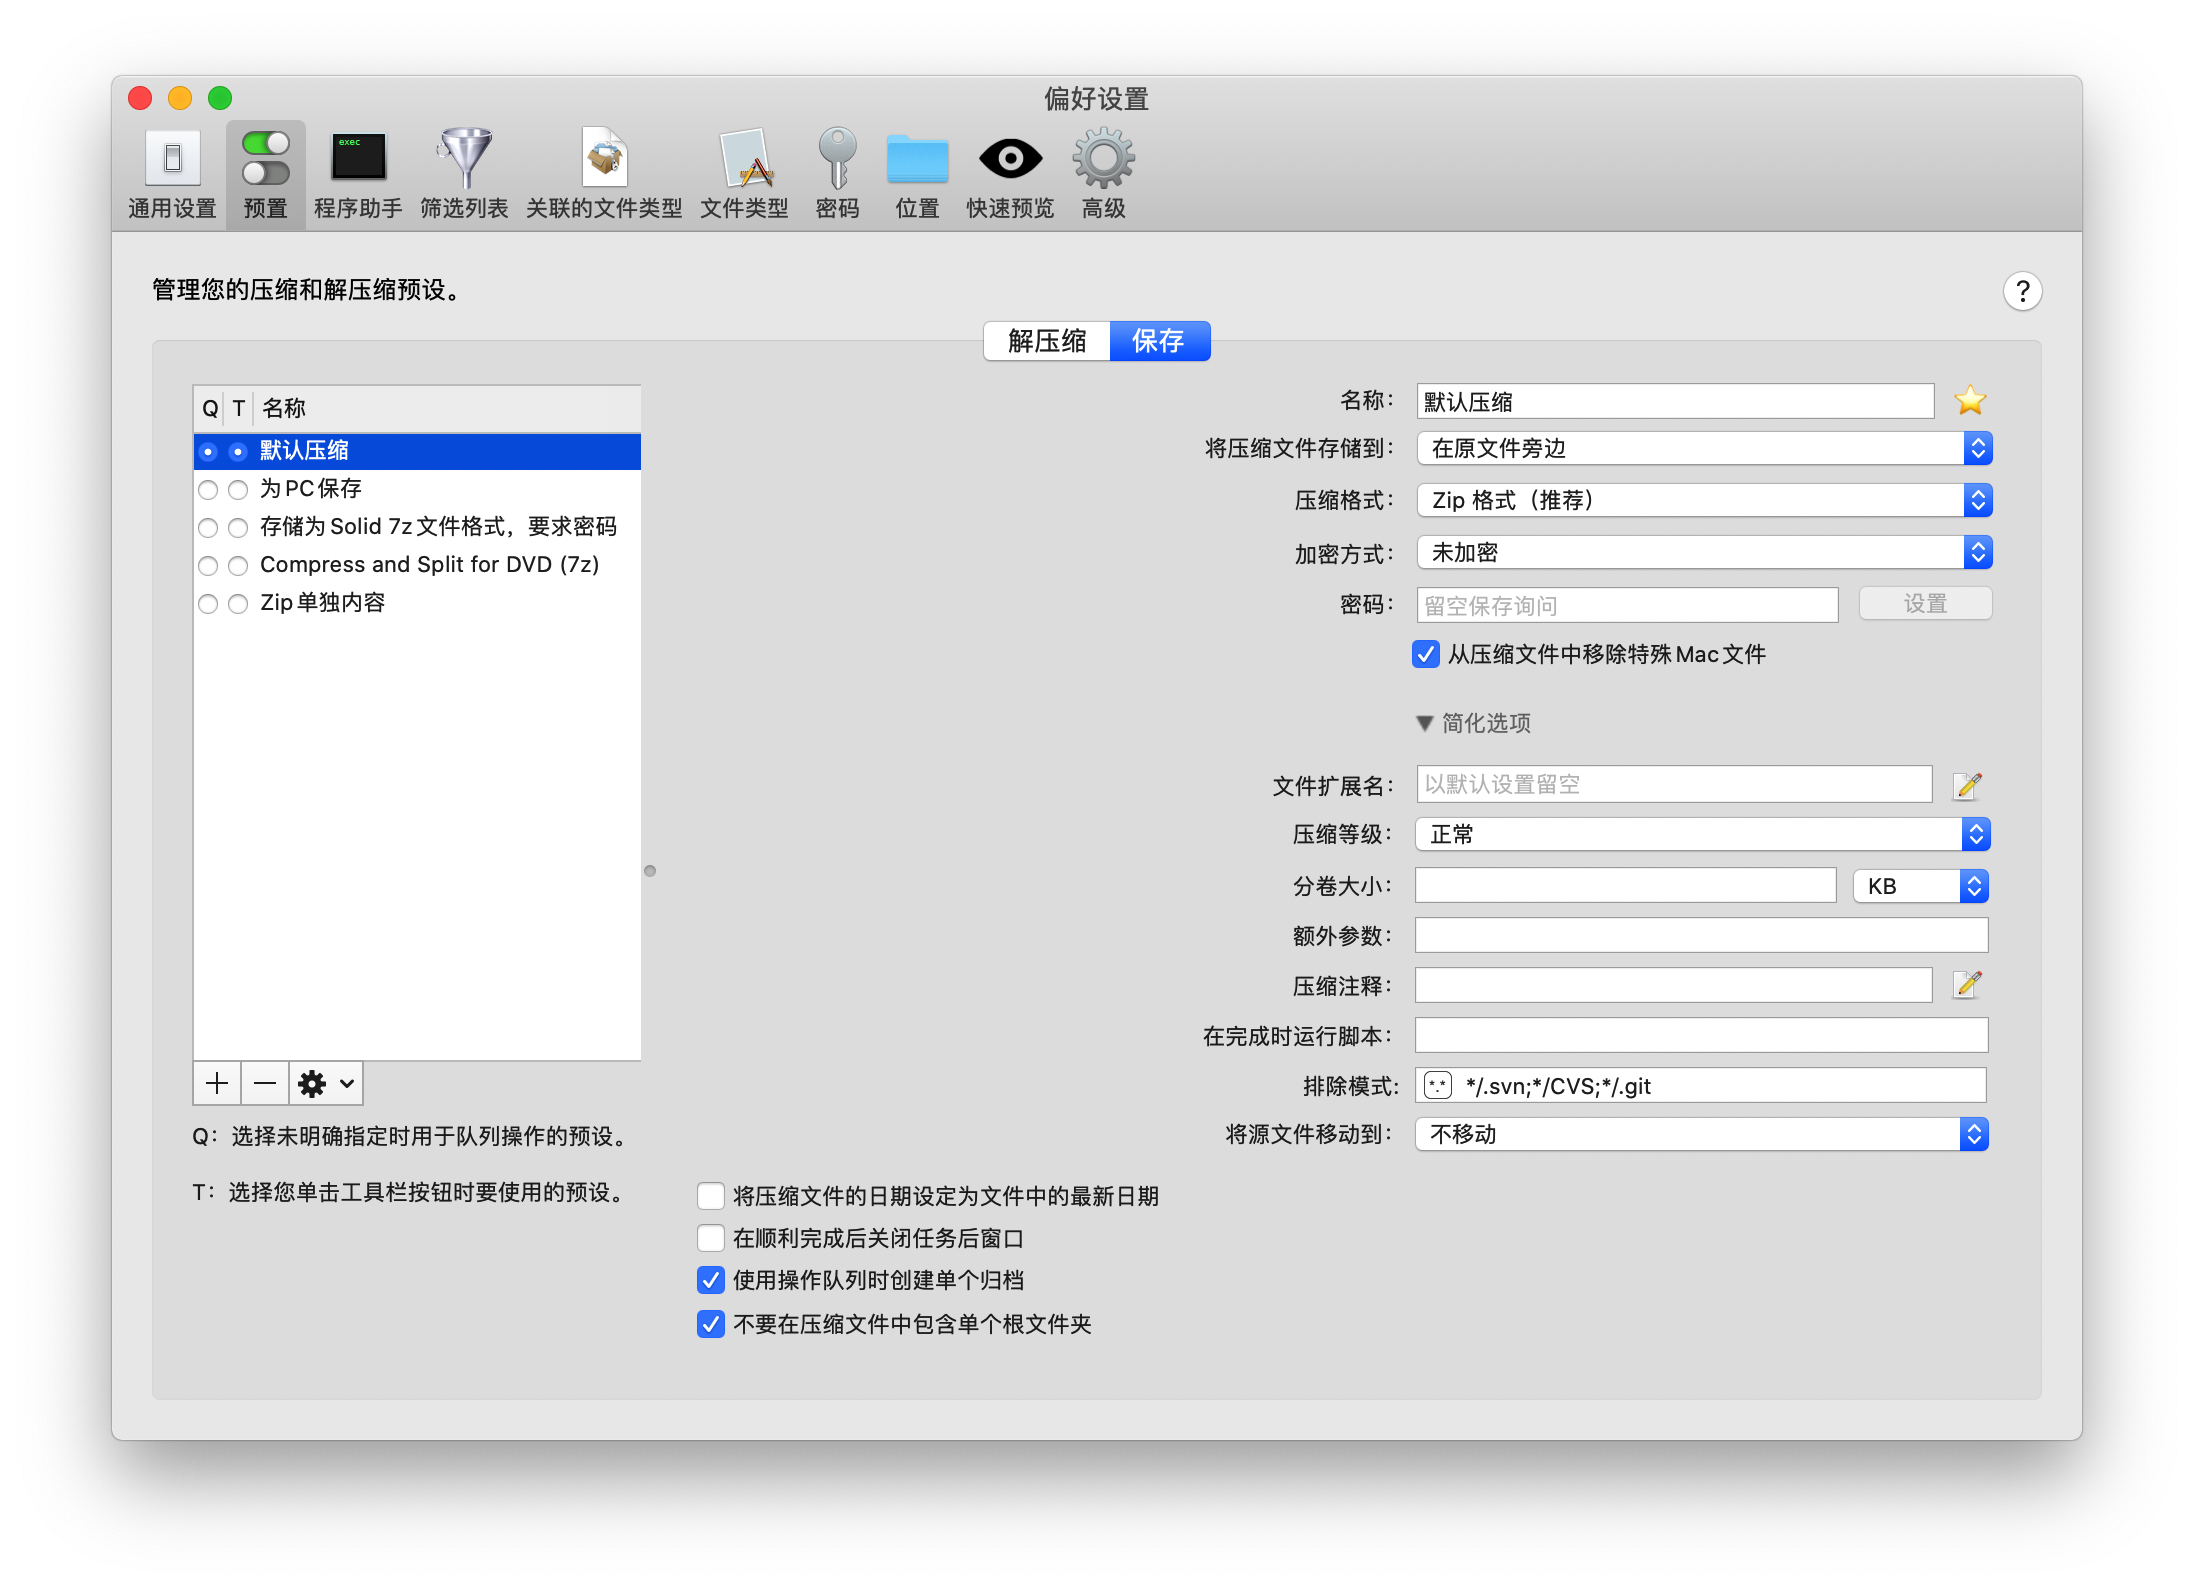 偏好设置
exec
通用设置 预置 程序助手 筛选列表 关联的文件类型 文件类型 密码 位置 快速预览 高级
管理您的压缩和解压缩预设。
?
解压缩 保存
Q T 名称
默认压缩
为PC保存
存储为Solid 7z文件格式，要求密码
Compress and Split for DVD (7z)
Zip单独内容
Q：选择未明确指定时用于队列操作的预设。
T：选择您单击工具栏按钮时要使用的预设。
名称： 默认压缩
将压缩文件存储到： 在原文件旁边
压缩格式： Zip 格式（推荐）
加密方式： 未加密
密码： 留空保存询问 设置
从压缩文件中移除特殊Mac文件
简化选项
文件扩展名： 以默认设置留空
压缩等级： 正常
分卷大小： KB
额外参数：
压缩注释：
在完成时运行脚本：
排除模式: *.* */.svn;*/CVS;*/.git
将源文件移动到： 不移动
将压缩文件的日期设定为文件中的最新日期
在顺利完成后关闭任务后窗口
使用操作队列时创建单个归档
不要在压缩文件中包含单个根文件夹